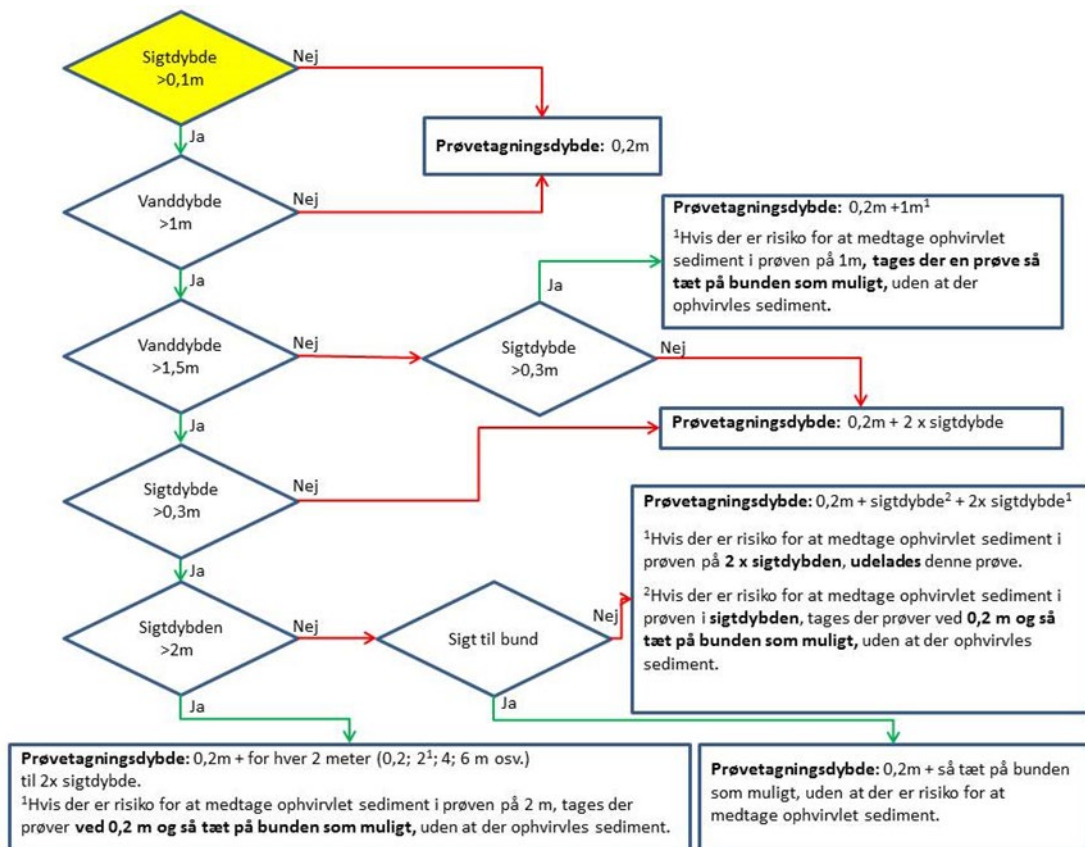 Sigtdybde
>0,1m
Nej
Ja
Prøvetagningsdybde: 0,2m
Vanddybde
>1m
Nej
Ja
Prøvetagningsdybde: 0,2m +1m¹
¹Hvis der er risiko for at medtage ophvirvlet
sediment i prøven på 1m, tages der en prøve så
tæt på bunden som muligt, uden at der
ophvirvles sediment.
Vanddybde
>1,5m
Nej
Ja
Sigtdybde
>0,3m
Ja
Nej
Prøvetagningsdybde: 0,2m + 2 x sigtdybde
Sigtdybde
>0,3m
Nej
Ja
Prøvetagningsdybde: 0,2m + sigtdybde² + 2x sigtdybde¹
¹Hvis der er risiko for at medtage ophvirvlet sediment i
prøven på 2 x sigtdybden, udelades denne prøve.
²Hvis der er risiko for at medtage ophvirvlet sediment i
prøven i sigtdybden, tages der prøver ved 0,2 m og så
tæt på bunden som muligt, uden at der ophvirvles
sediment.
Sigtdybden
>2m
Nej
Ja
Sigt til bund
Nej
Ja
Prøvetagningsdybde: 0,2m + for hver 2 meter (0,2; 2¹; 4; 6 m osv.)
til 2x sigtdybde.
¹Hvis der er risiko for at medtage ophvirvlet sediment i prøven på 2 m, tages der
prøver ved 0,2 m og så tæt på bunden som muligt, uden at der ophvirvles sediment.
Prøvetagningsdybde: 0,2m + så tæt på bunden
som muligt, uden at der er risiko for at
medtage ophvirvlet sediment.